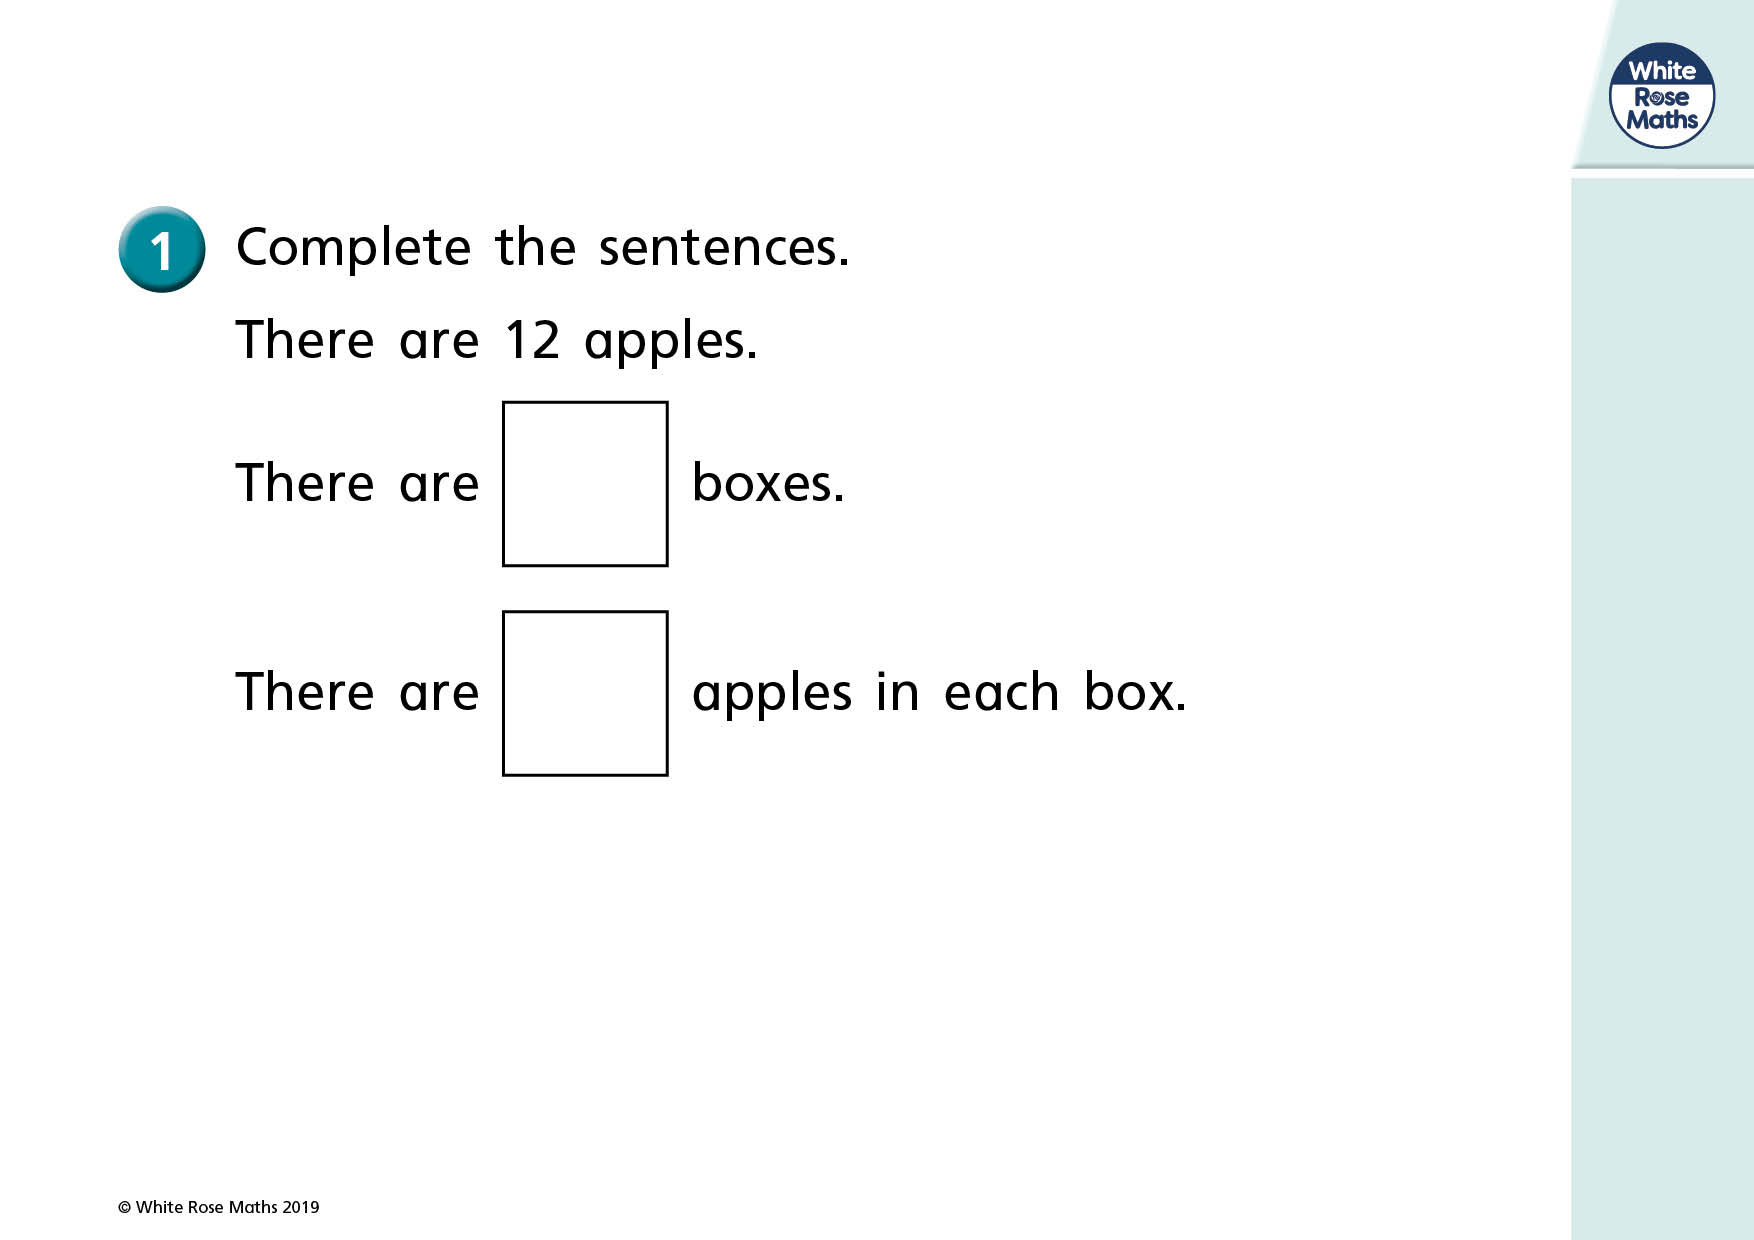 White
Rose
Maths
1 Complete the sentences.
There are 12 apples.
There are boxes.
There are apples in each box.
© White Rose Maths 2019